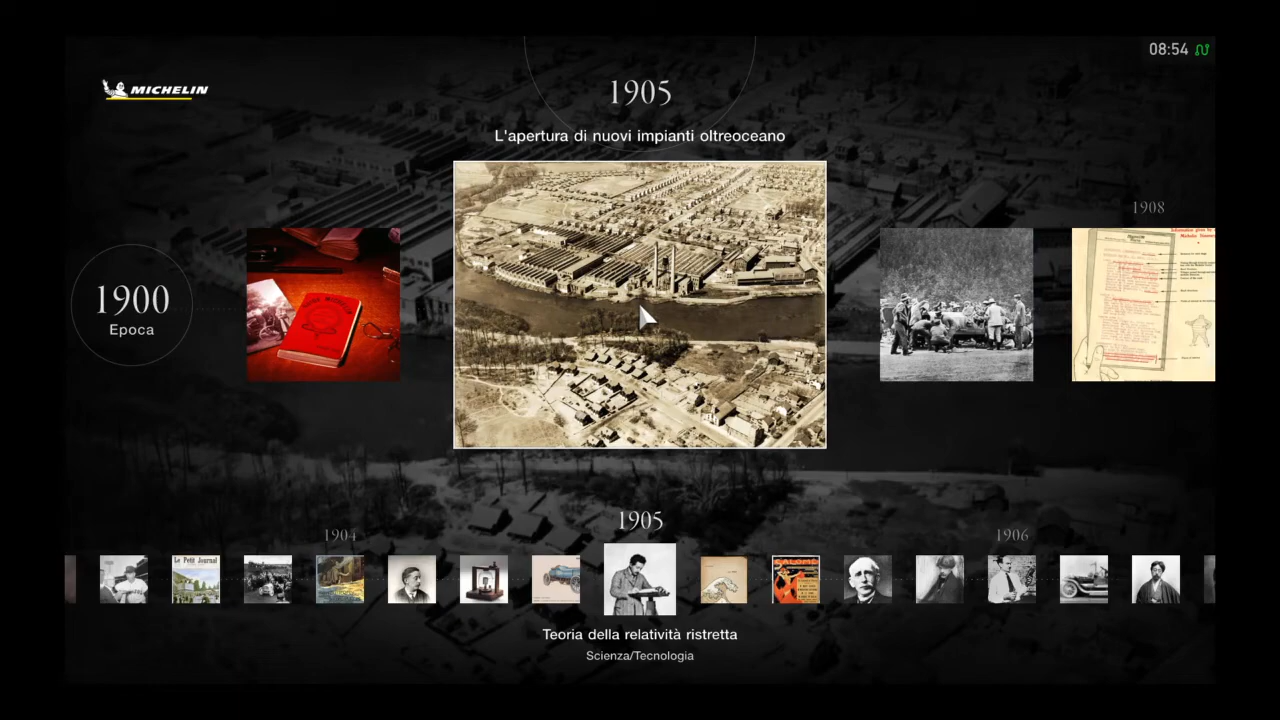 08:54
MICHELIN
1905
L'apertura di nuovi impianti oltreoceano
1908
1900
Epoca
1905
1904
1906
Le Petit Journal
SALOME
Teoria della relatività ristretta
Scienza/Tecnologia